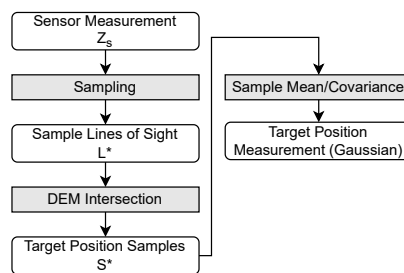 Sensor Measurement
Zs
Sampling
Sample Lines of Sight
L*
DEM Intersection
Target Position Samples
S*
Sample Mean/Covariance
Target Position
Measurement (Gaussian)